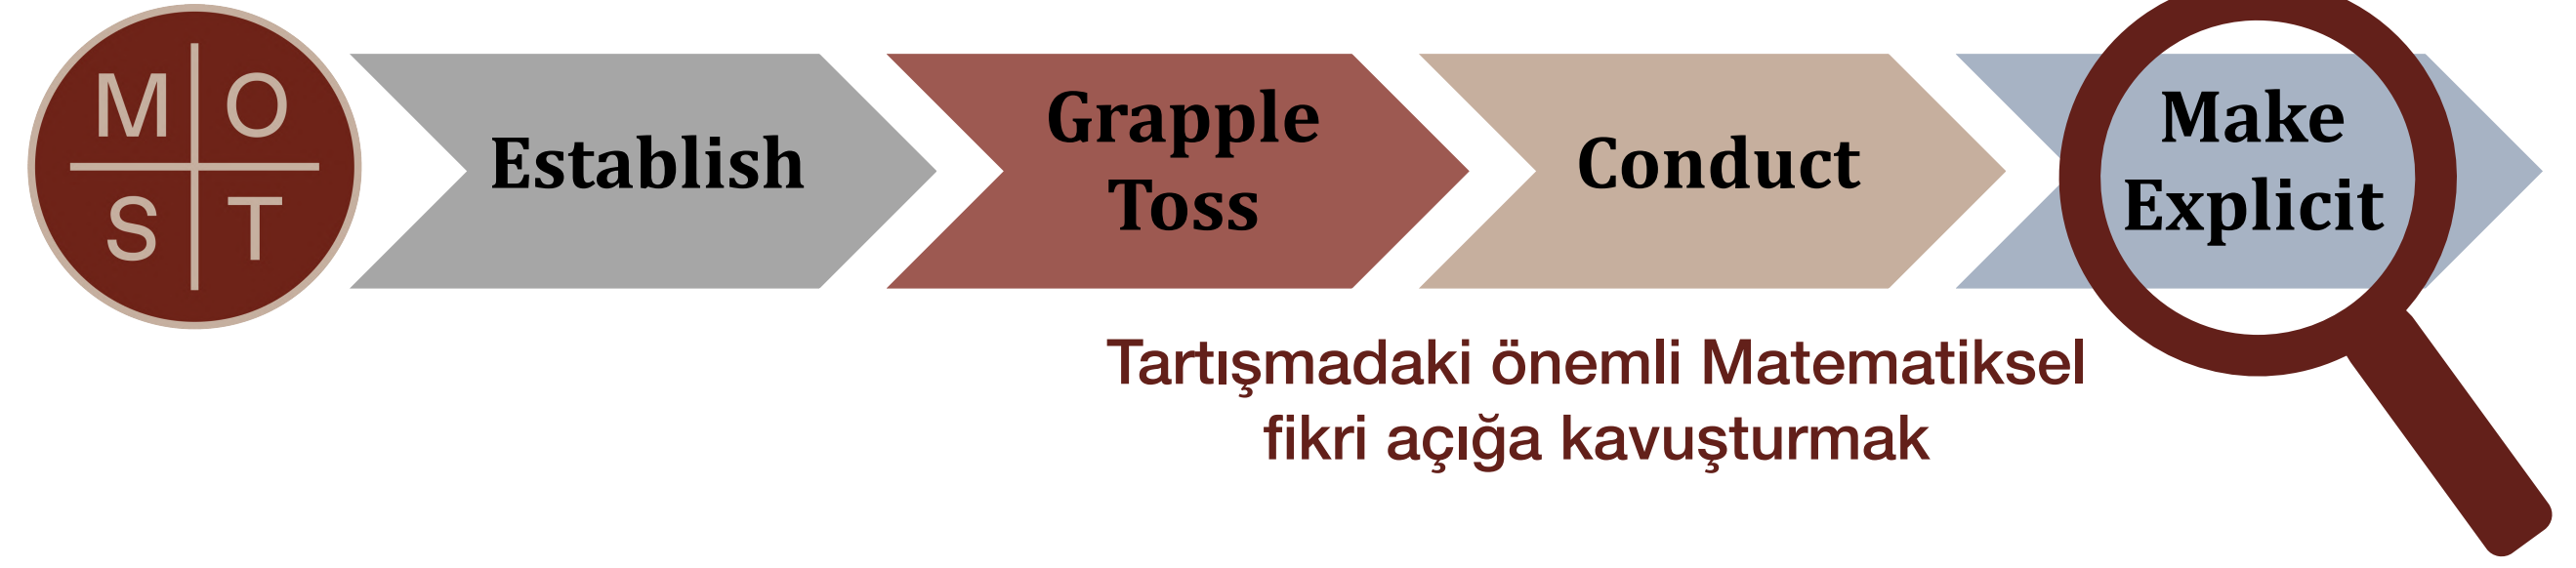 M O
S T
Establish
Grapple
Toss
Conduct
Make
Explicit
Tartışmadaki önemli Matematiksel
fikri açığa kavuşturmak